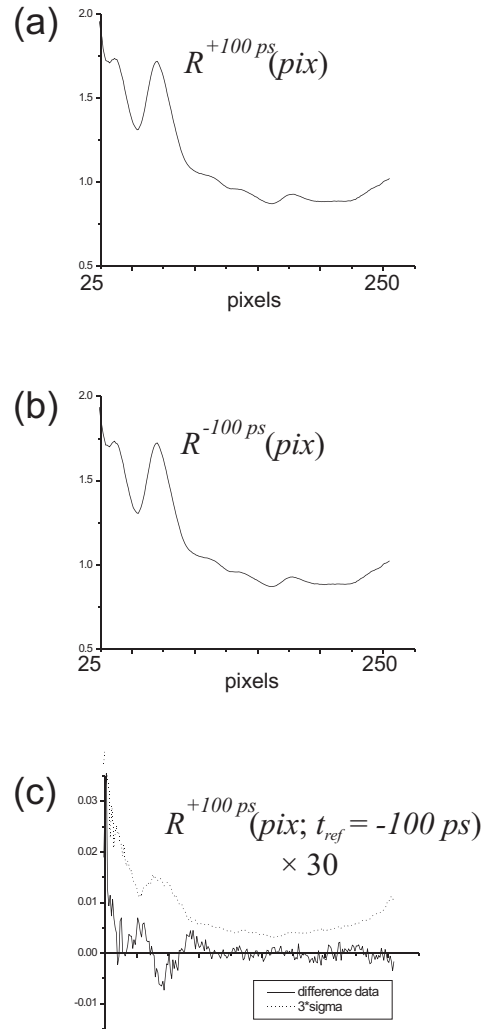 (a)
R^{+100 ps}(pix)
2.0
1.5
1.0
0.5
25
250
pixels
(b)
R^{-100 ps}(pix)
2.0
1.5
1.0
0.5
25
250
pixels
(c)
R^{+100 ps}(pix; t_{ref} = -100 ps)
× 30
0.03
0.02
0.01
0.00
-0.01
difference data
3*sigma